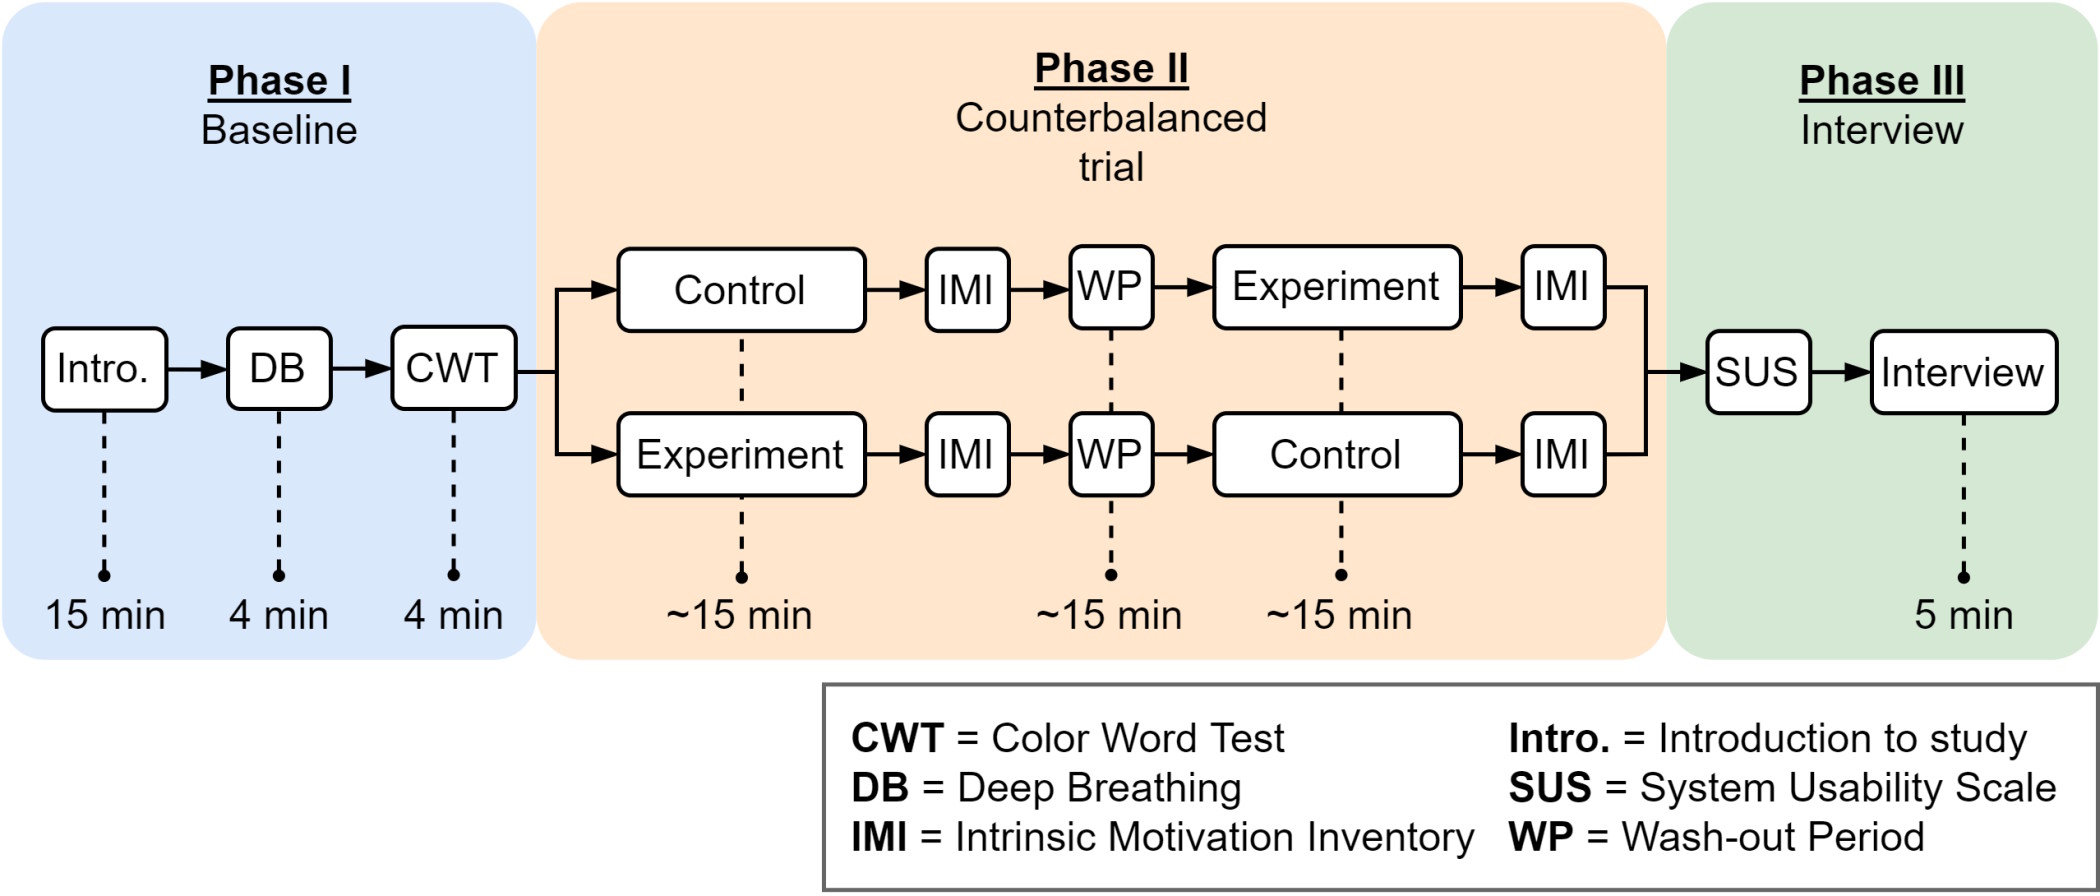 Phase I
Baseline
Phase II
Counterbalanced
trial
Phase III
Interview
Intro.
DB
CWT
Control
IMI
WP
Experiment
IMI
Experiment
IMI
WP
Control
IMI
SUS
Interview
15 min
4 min
4 min
~15 min
~15 min
~15 min
5 min
CWT = Color Word Test
DB = Deep Breathing
IMI = Intrinsic Motivation Inventory
Intro. = Introduction to study
SUS = System Usability Scale
WP = Wash-out Period